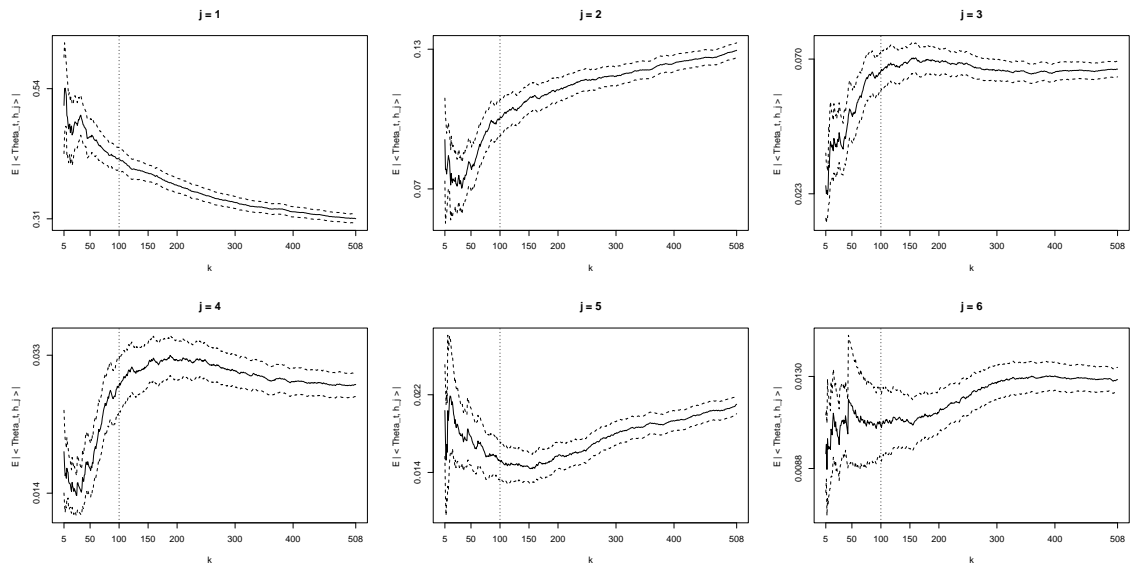 j = 1
E | < Theta_t, h_j > |
0.54
0.31
5 50 100 150 200 300 400 508
k
j = 2
E | < Theta_t, h_j > |
0.13
0.07
5 50 100 150 200 300 400 508
k
j = 3
E | < Theta_t, h_j > |
0.070
0.023
5 50 100 150 200 300 400 508
k
j = 4
E | < Theta_t, h_j > |
0.033
0.014
5 50 100 150 200 300 400 508
k
j = 5
E | < Theta_t, h_j > |
0.022
0.014
5 50 100 150 200 300 400 508
k
j = 6
E | < Theta_t, h_j > |
0.0130
0.0088
5 50 100 150 200 300 400 508
k